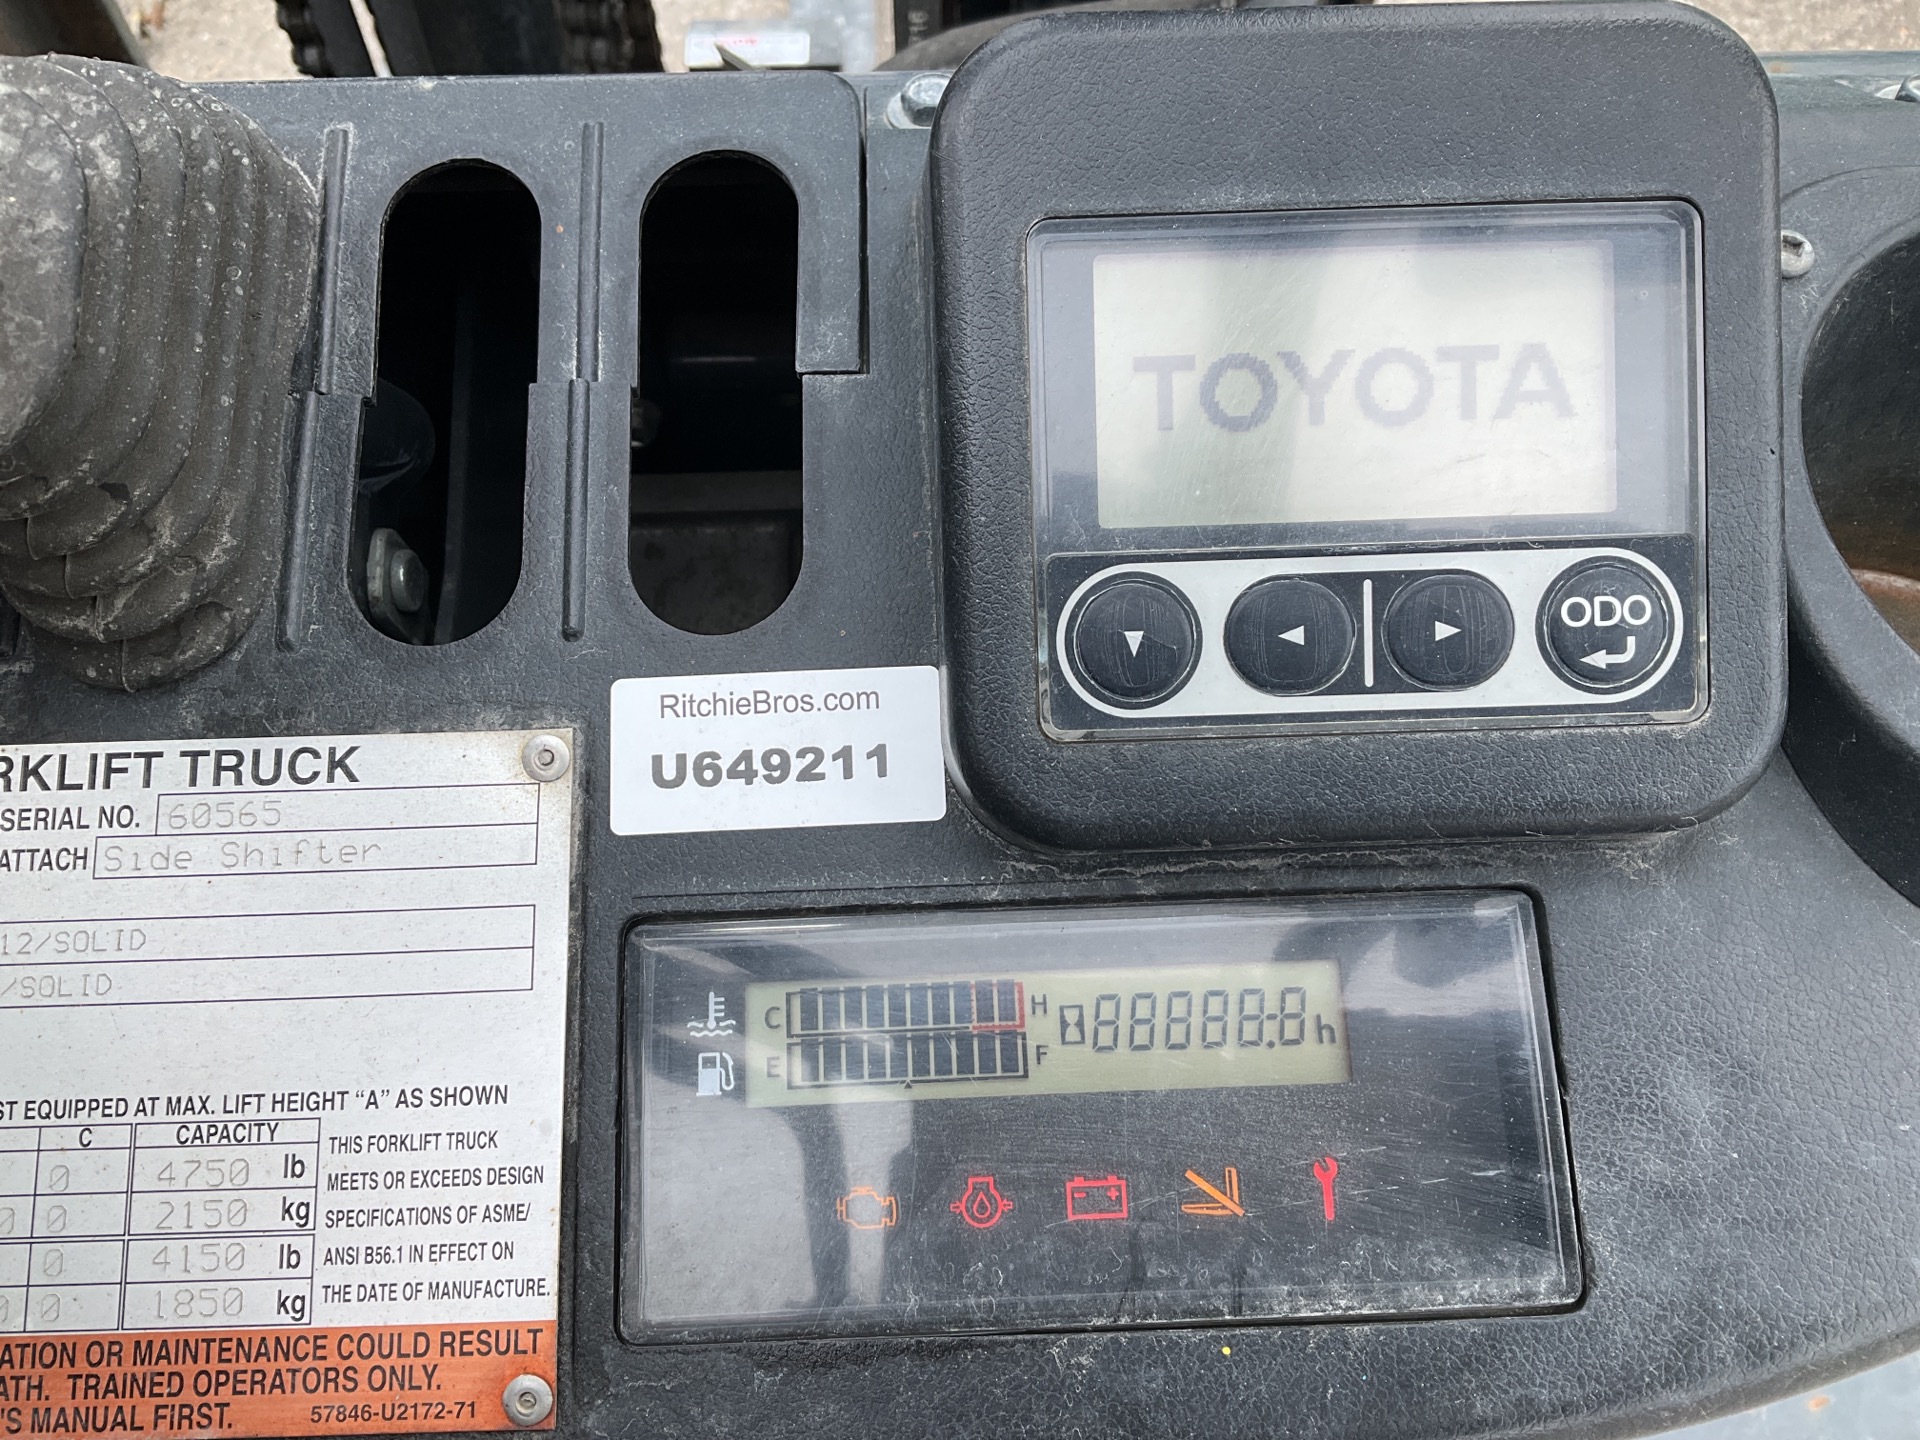 TOYOTA
ODO
RitchieBros.com
U649211
RKLIFT TRUCK
SERIAL NO. 60565
ATTACH Side Shifter
12/SOLID
/SOLID
ST EQUIPPED AT MAX. LIFT HEIGHT “A” AS SHOWN
C CAPACITY
0 4750 lb
0 0 2150 kg
0 4150 lb
0 0 1850 kg
THIS FORKLIFT TRUCK
MEETS OR EXCEEDS DESIGN
SPECIFICATIONS OF ASME/
ANSI B56.1 IN EFFECT ON
THE DATE OF MANUFACTURE.
ATION OR MAINTENANCE COULD RESULT
ATH. TRAINED OPERATORS ONLY.
'S MANUAL FIRST. 57846-U2172-71
C H 88888.8 h
E F